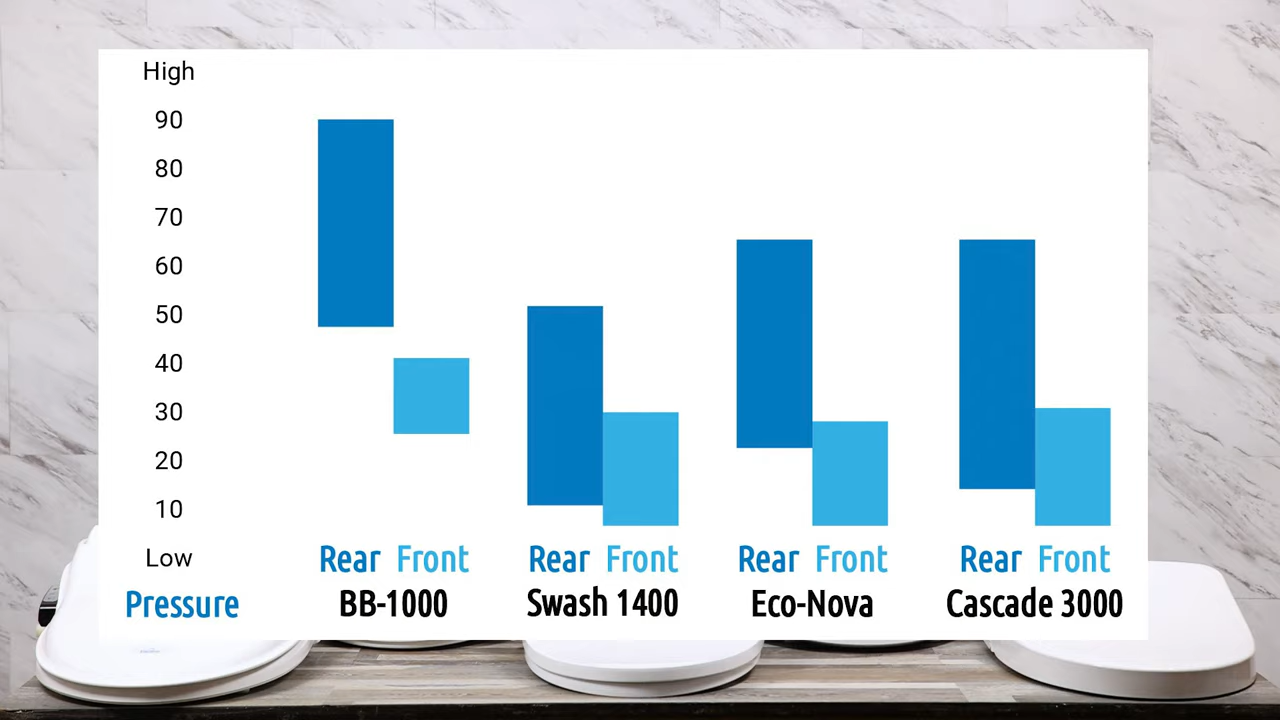 High
90
80
70
60
50
40
30
20
10
Low
Rear Front Rear Front Rear Front Rear Front
Pressure BB-1000 Swash 1400 Eco-Nova Cascade 3000